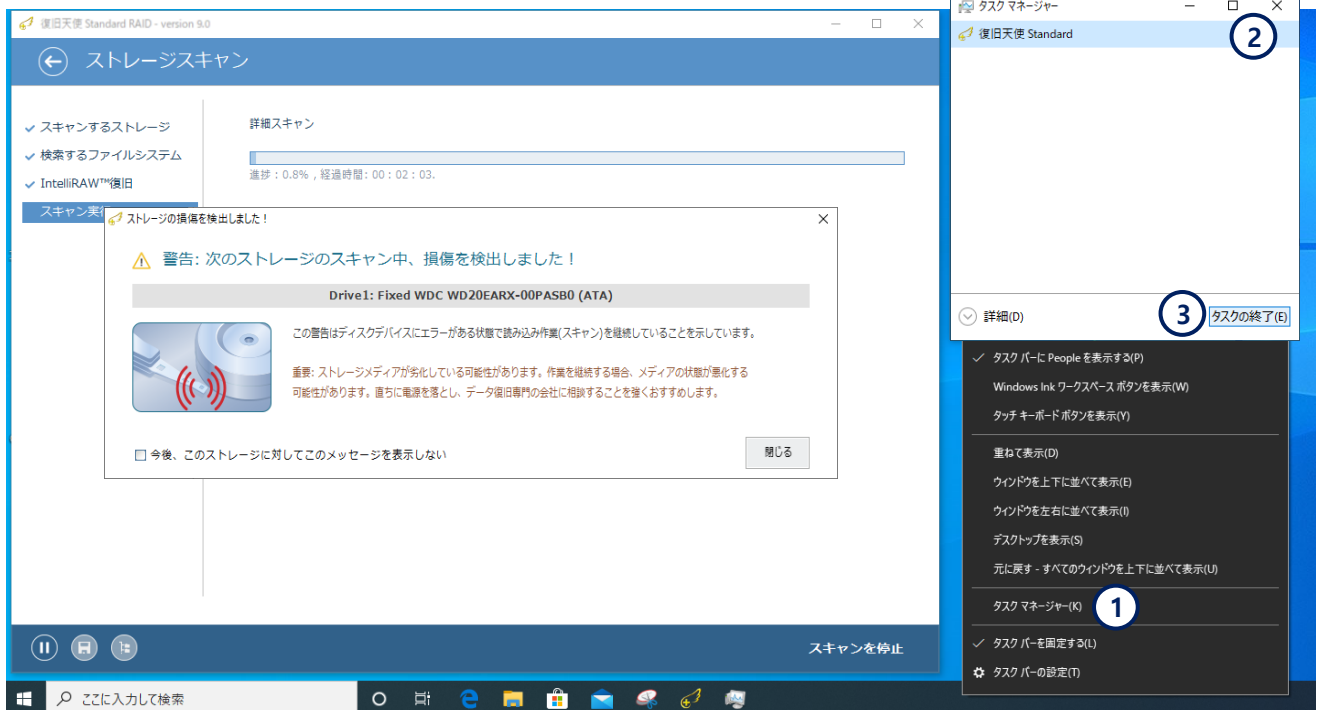 復旧天使 Standard RAID - version 9.0
ストレージスキャン
スキャンするストレージ
検索するファイルシステム
IntelliRAW™復旧
スキャン実行
詳細スキャン
進捗 : 0.8% , 経過時間: 00 : 02 : 03.
ストレージの損傷を検出しました！
警告: 次のストレージのスキャン中、損傷を検出しました！
Drive1: Fixed WDC WD20EARX-00PASB0 (ATA)
この警告はディスクデバイスにエラーがある状態で読み込み作業(スキャン)を継続していることを示しています。
重要: ストレージメディアが劣化している可能性があります。作業を継続する場合、メディアの状態が悪化する
可能性があります。直ちに電源を落とし、データ復旧専門の会社に相談することを強くおすすめします。
今後、このストレージに対してこのメッセージを表示しない
閉じる
スキャンを停止
タスク マネージャー
復旧天使 Standard
2
詳細(D)
3
タスクの終了(E)
タスク バーに People を表示する(P)
Windows Ink ワークスペース ボタンを表示(W)
タッチ キーボード ボタンを表示(Y)
重ねて表示(D)
ウィンドウを上下に並べて表示(E)
ウィンドウを左右に並べて表示(I)
デスクトップを表示(S)
元に戻す - すべてのウィンドウを上下に並べて表示(U)
タスク マネージャー(K)
1
タスク バーを固定する(L)
タスク バーの設定(T)
ここに入力して検索